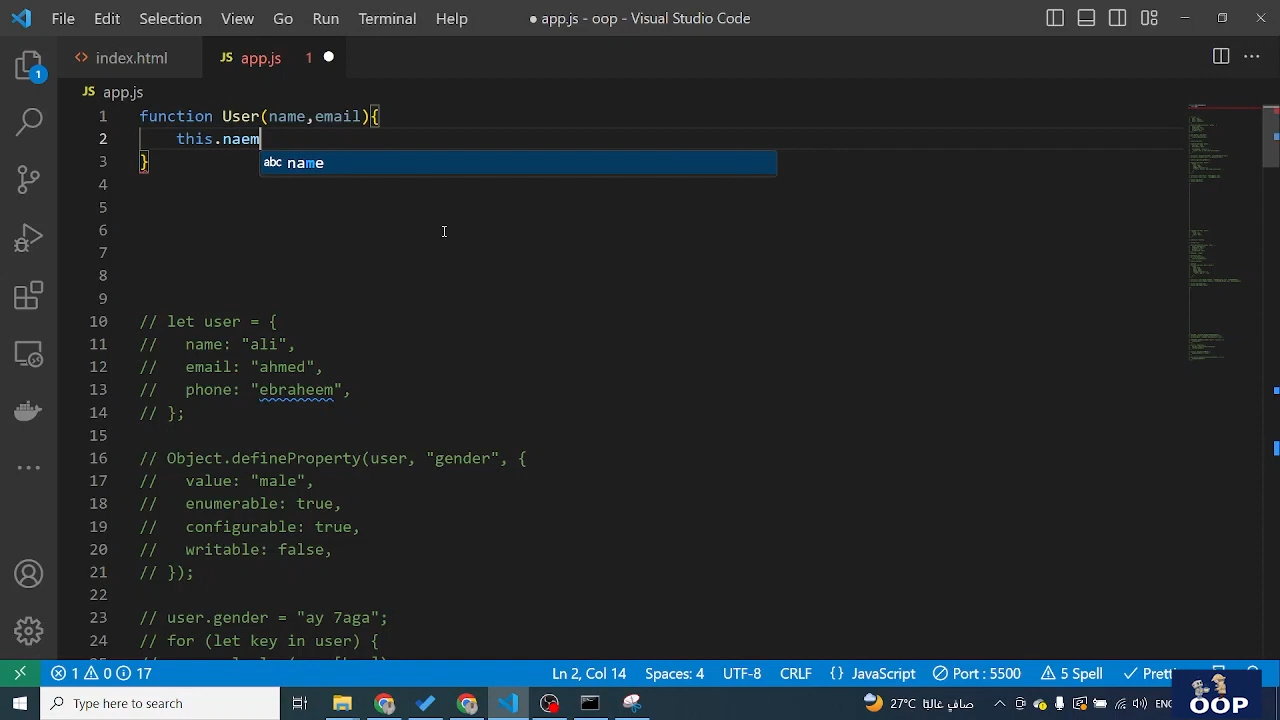 File Edit Selection View Go Run Terminal Help ● app.js - oop - Visual Studio Code
<> index.html JS app.js 1
JS app.js
1 function User(name,email){
2 this.naem
3 }
abc name
4
5
6
7
8
9
10 // let user = {
11 // name: "ali",
12 // email: "ahmed",
13 // phone: "ebraheem",
14 // };
15
16 // Object.defineProperty(user, "gender", {
17 // value: "male",
18 // enumerable: true,
19 // configurable: true,
20 // writable: false,
21 // });
22
23 // user.gender = "ay 7aga";
24 // for (let key in user) {
1
1 0 17 Ln 2, Col 14 Spaces: 4 UTF-8 CRLF {} JavaScript Port : 5500 5 Spell
Type here to search 27°C صافي غالبا ENG
OOP